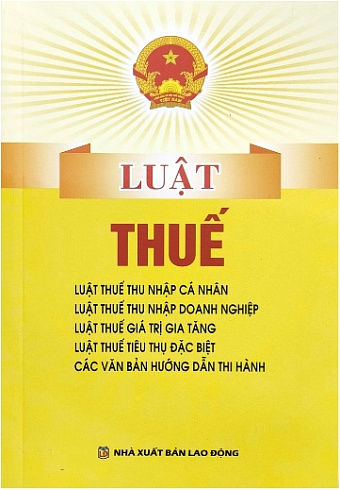 VIỆT NAM
LUẬT
THUẾ
LUẬT THUẾ THU NHẬP CÁ NHÂN
LUẬT THUẾ THU NHẬP DOANH NGHIỆP
LUẬT THUẾ GIÁ TRỊ GIA TĂNG
LUẬT THUẾ TIÊU THỤ ĐẶC BIỆT
CÁC VĂN BẢN HƯỚNG DẪN THI HÀNH
NHÀ XUẤT BẢN LAO ĐỘNG